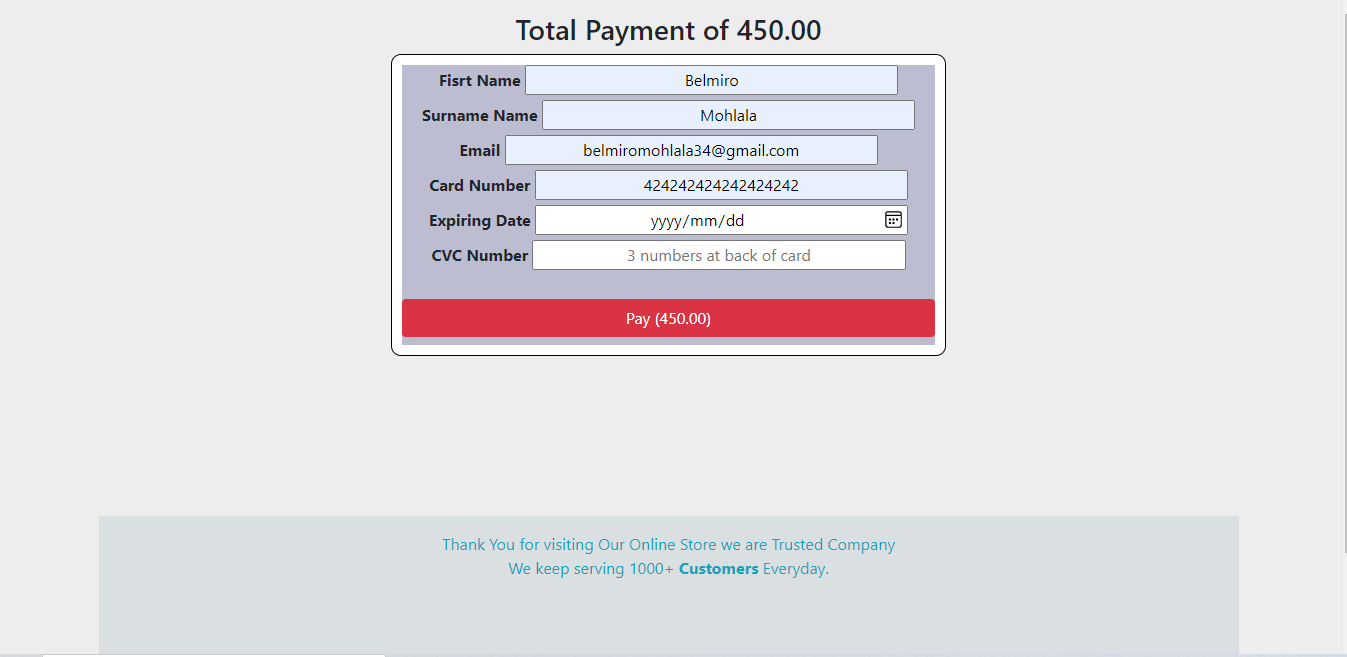 Total Payment of 450.00
Fisrt Name Belmiro
Surname Name Mohlala
Email belmiromohlala34@gmail.com
Card Number 424242424242424242
Expiring Date yyyy/mm/dd
CVC Number 3 numbers at back of card
Pay (450.00)
Thank You for visiting Our Online Store we are Trusted Company
We keep serving 1000+ Customers Everyday.